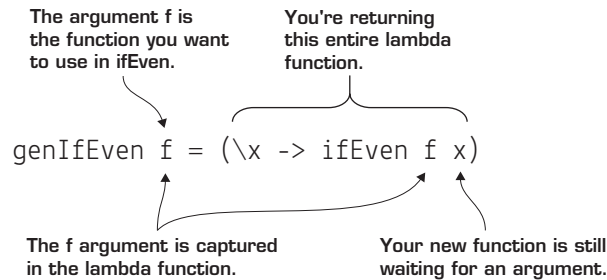 The argument f is
the function you want
to use in ifEven.
You're returning
this entire lambda
function.
genIfEven f = (\x -> ifEven f x)
The f argument is captured
in the lambda function.
Your new function is still
waiting for an argument.